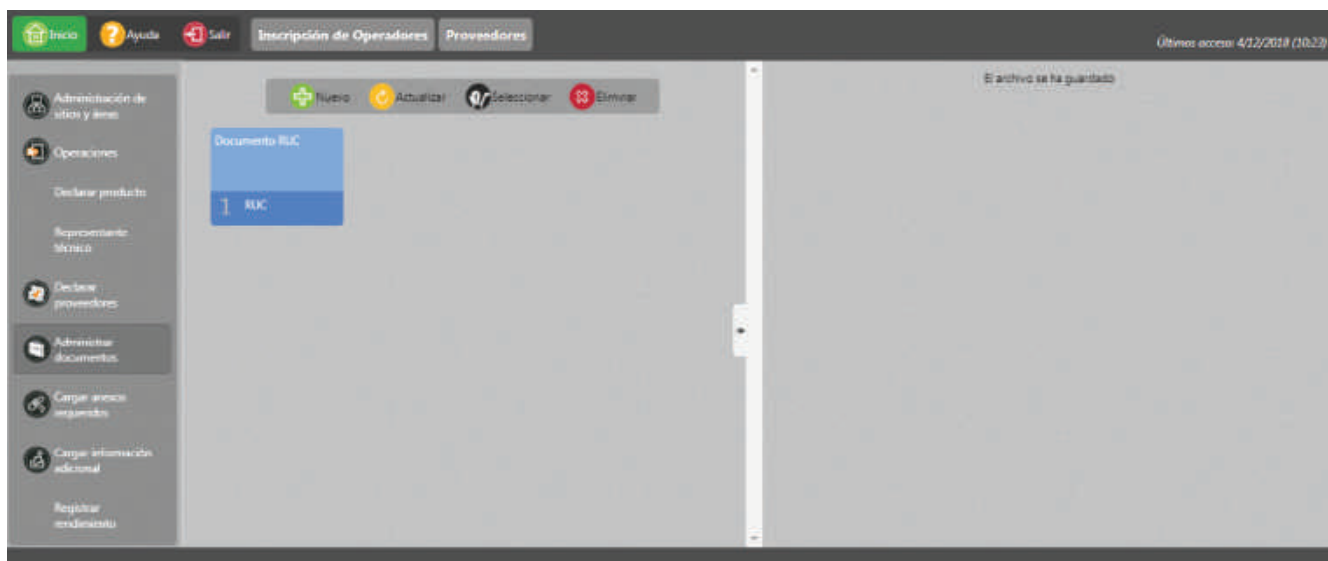 Inicio
Ayuda
Salir
Inscripción de Operadores
Proveedores
Últimos acceso: 4/12/2018 (10:23)
Administración de
sitios y áreas
Operaciones
Declarar producto
Representante
técnico
Declarar
proveedores
Administrar
documentos
Cargar anexos
requeridos
Cargar información
adicional
Registrar
rendimiento
Nuevo
Actualizar
Seleccionar
Eliminar
Documento RUC
1 RUC
El archivo se ha guardado